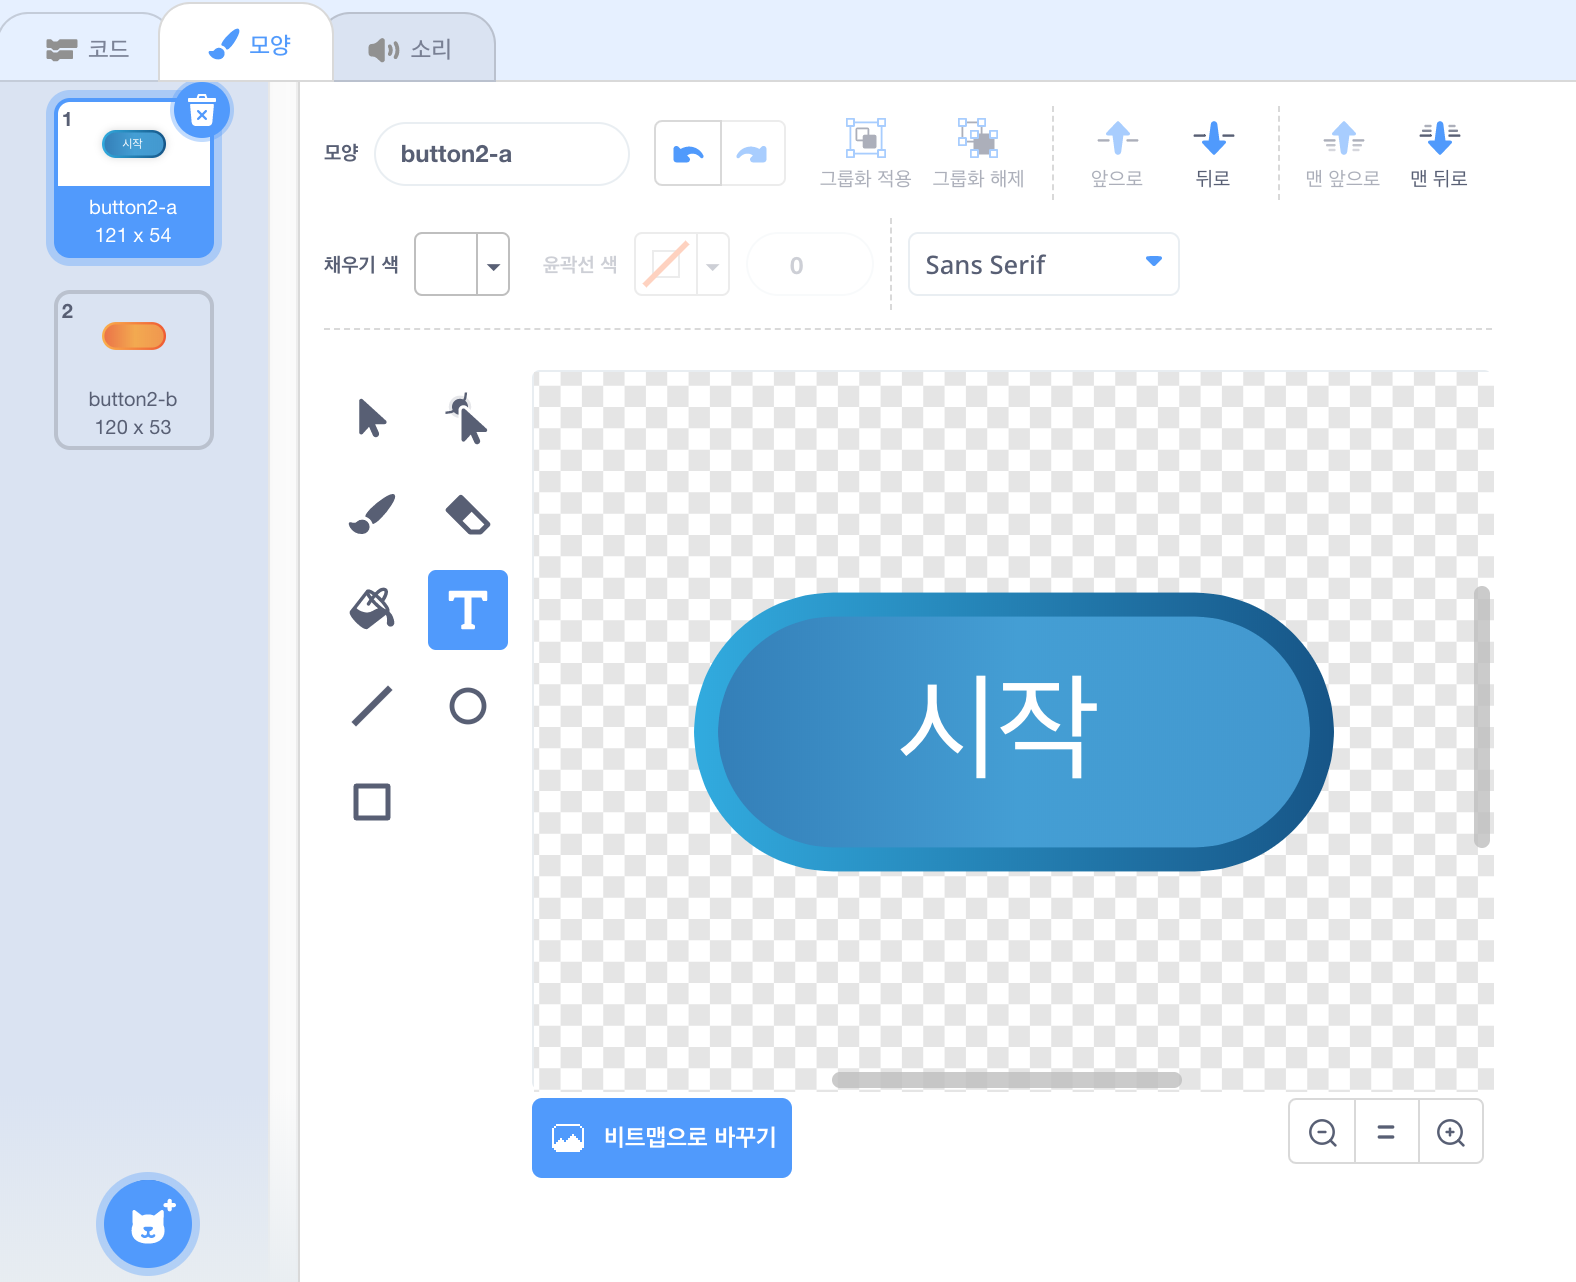 코드
모양
소리
1
시작
button2-a
121 x 54
2
button2-b
120 x 53
모양
button2-a
그룹화 적용
그룹화 해제
앞으로
뒤로
맨 앞으로
맨 뒤로
채우기 색
윤곽선 색
0
Sans Serif
T
시작
비트맵으로 바꾸기